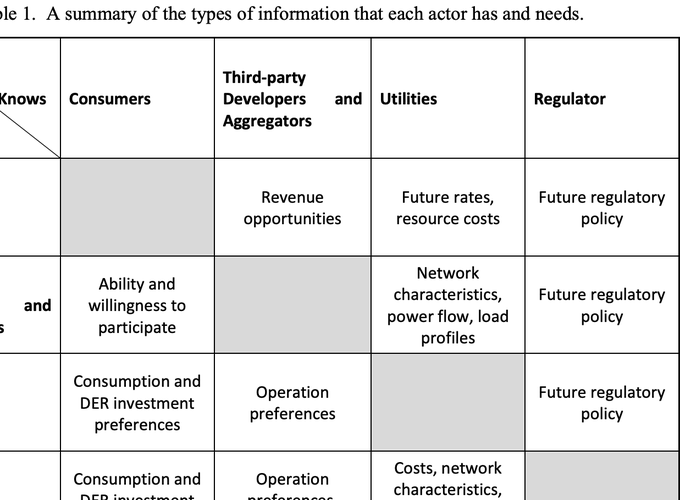 ble 1. A summary of the types of information that each actor has and needs.
Knows
Consumers
Third-party
Developers and
Aggregators
Utilities
Regulator
Revenue
opportunities
Future rates,
resource costs
Future regulatory
policy
and
s
Ability and
willingness to
participate
Network
characteristics,
power flow, load
profiles
Future regulatory
policy
Consumption and
DER investment
preferences
Operation
preferences
Future regulatory
policy
Consumption and
DER investment
Operation
preferences
Costs, network
characteristics,